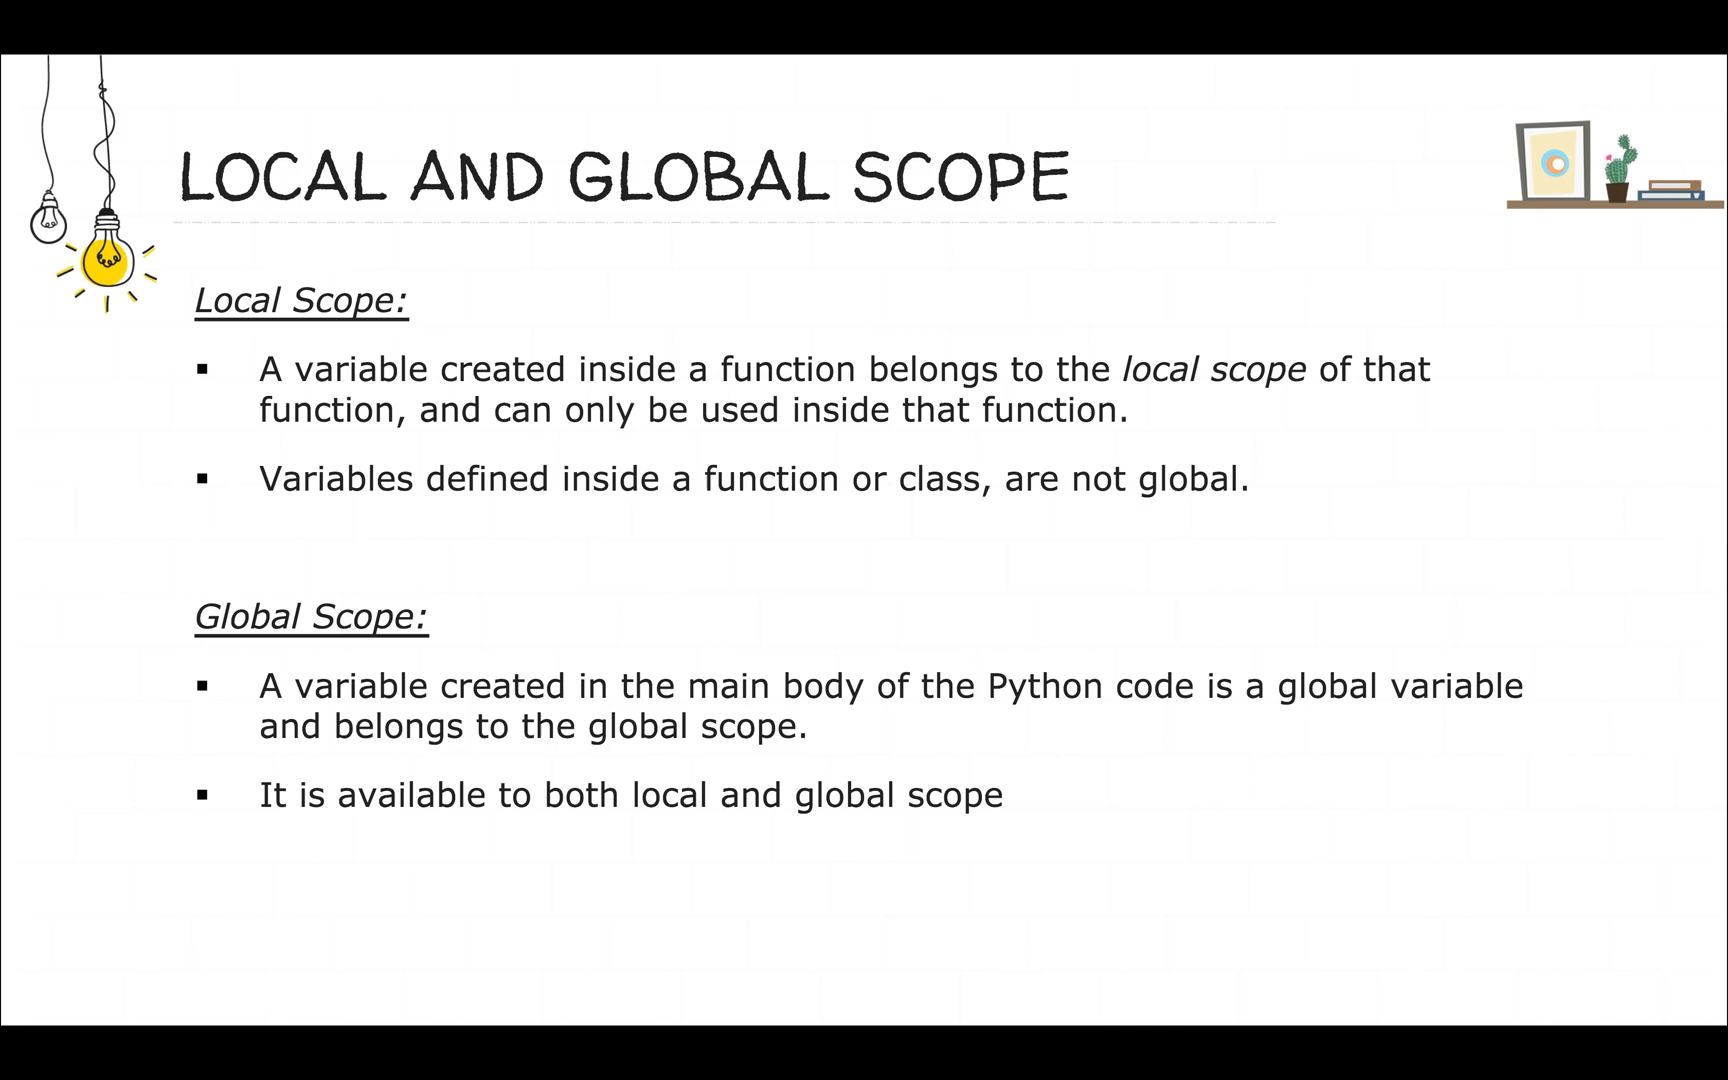 LOCAL AND GLOBAL SCOPE
Local Scope:
▪ A variable created inside a function belongs to the local scope of that
function, and can only be used inside that function.
▪ Variables defined inside a function or class, are not global.
Global Scope:
▪ A variable created in the main body of the Python code is a global variable
and belongs to the global scope.
▪ It is available to both local and global scope